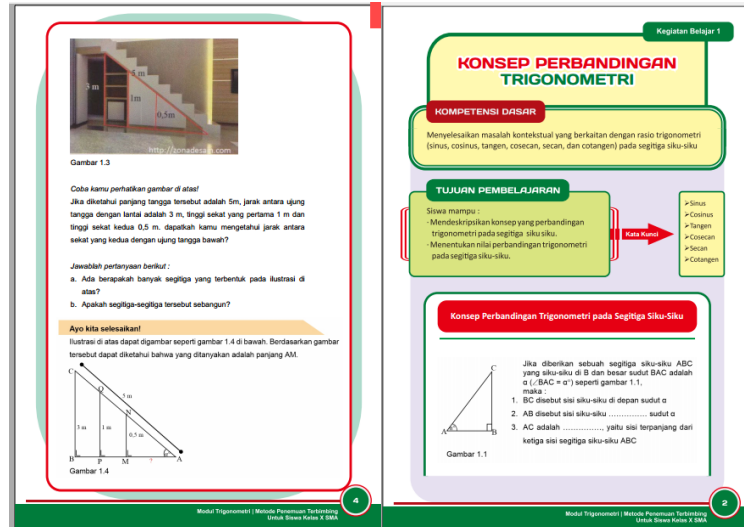 5 m
3 m
1m
0,5m
http://zonadesain.com
Gambar 1.3
Coba kamu perhatikan gambar di atas!
Jika diketahui panjang tangga tersebut adalah 5m, jarak antara ujung
tangga dengan lantai adalah 3 m, tinggi sekat yang pertama 1 m dan
tinggi sekat kedua 0,5 m. dapatkah kamu mengetahui jarak antara
sekat yang kedua dengan ujung tangga bawah?
Jawablah pertanyaan berikut :
a. Ada berapakah banyak segitiga yang terbentuk pada ilustrasi di
atas?
b. Apakah segitiga-segitiga tersebut sebangun?
Ayo kita selesaikan!
Ilustrasi di atas dapat digambar seperti gambar 1.4 di bawah. Berdasarkan gambar
tersebut dapat diketahui bahwa yang ditanyakan adalah panjang AM.
C
O
5 m
N
3 m
1 m
0,5 m
B
P
M
?
A
Gambar 1.4
4
Modul Trigonometri | Metode Penemuan Terbimbing
Untuk Siswa Kelas X SMA
Kegiatan Belajar 1
KONSEP PERBANDINGAN
TRIGONOMETRI
KOMPETENSI DASAR
Menyelesaikan masalah kontekstual yang berkaitan dengan rasio trigonometri
(sinus, cosinus, tangen, cosecan, secan, dan cotangen) pada segitiga siku-siku
TUJUAN PEMBELAJARAN
Siswa mampu :
-Mendeskripsikan konsep yang perbandingan
trigonometri pada segitiga siku siku.
-Menentukan nilai perbandingan trigonometri
pada segitiga siku-siku.
Kata Kunci
➢Sinus
➢Cosinus
➢Tangen
➢Cosecan
➢Secan
➢Cotangen
Konsep Perbandingan Trigonometri pada Segitiga Siku-Siku
C
A
B
Gambar 1.1
Jika diberikan sebuah segitiga siku-siku ABC
yang siku-siku di B dan besar sudut BAC adalah
α (∠BAC = α°) seperti gambar 1.1,
maka :
1. BC disebut sisi siku-siku di depan sudut α
2. AB disebut sisi siku-siku ............... sudut α
3. AC adalah ..............., yaitu sisi terpanjang dari
ketiga sisi segitiga siku-siku ABC
2
Modul Trigonometri | Metode Penemuan Terbimbing
Untuk Siswa Kelas X SMA